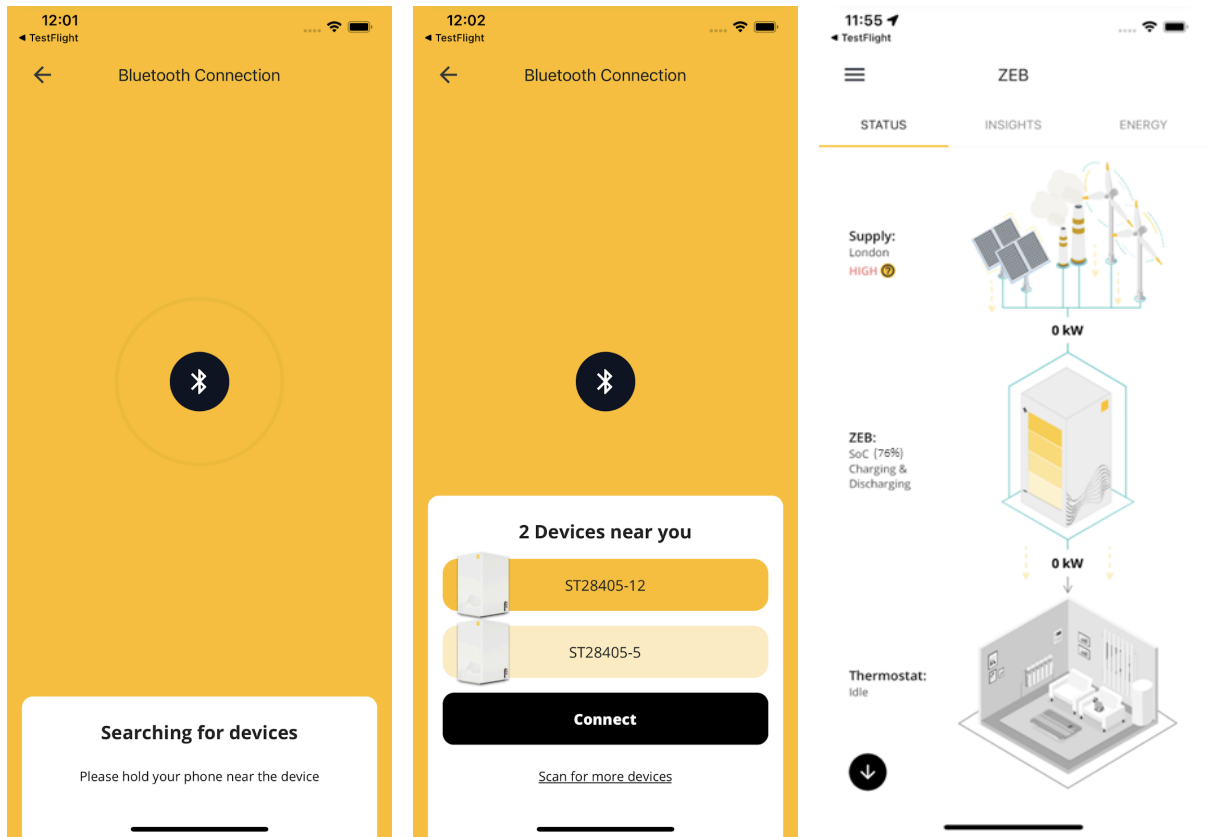 12:01
◀ TestFlight
Bluetooth Connection
Searching for devices
Please hold your phone near the device
12:02
◀ TestFlight
Bluetooth Connection
2 Devices near you
ST28405-12
ST28405-5
Connect
Scan for more devices
11:55
◀ TestFlight
ZEB
STATUS INSIGHTS ENERGY
Supply:
London
HIGH ?
0 kW
ZEB:
SoC (76%)
Charging &
Discharging
0 kW
Thermostat:
Idle